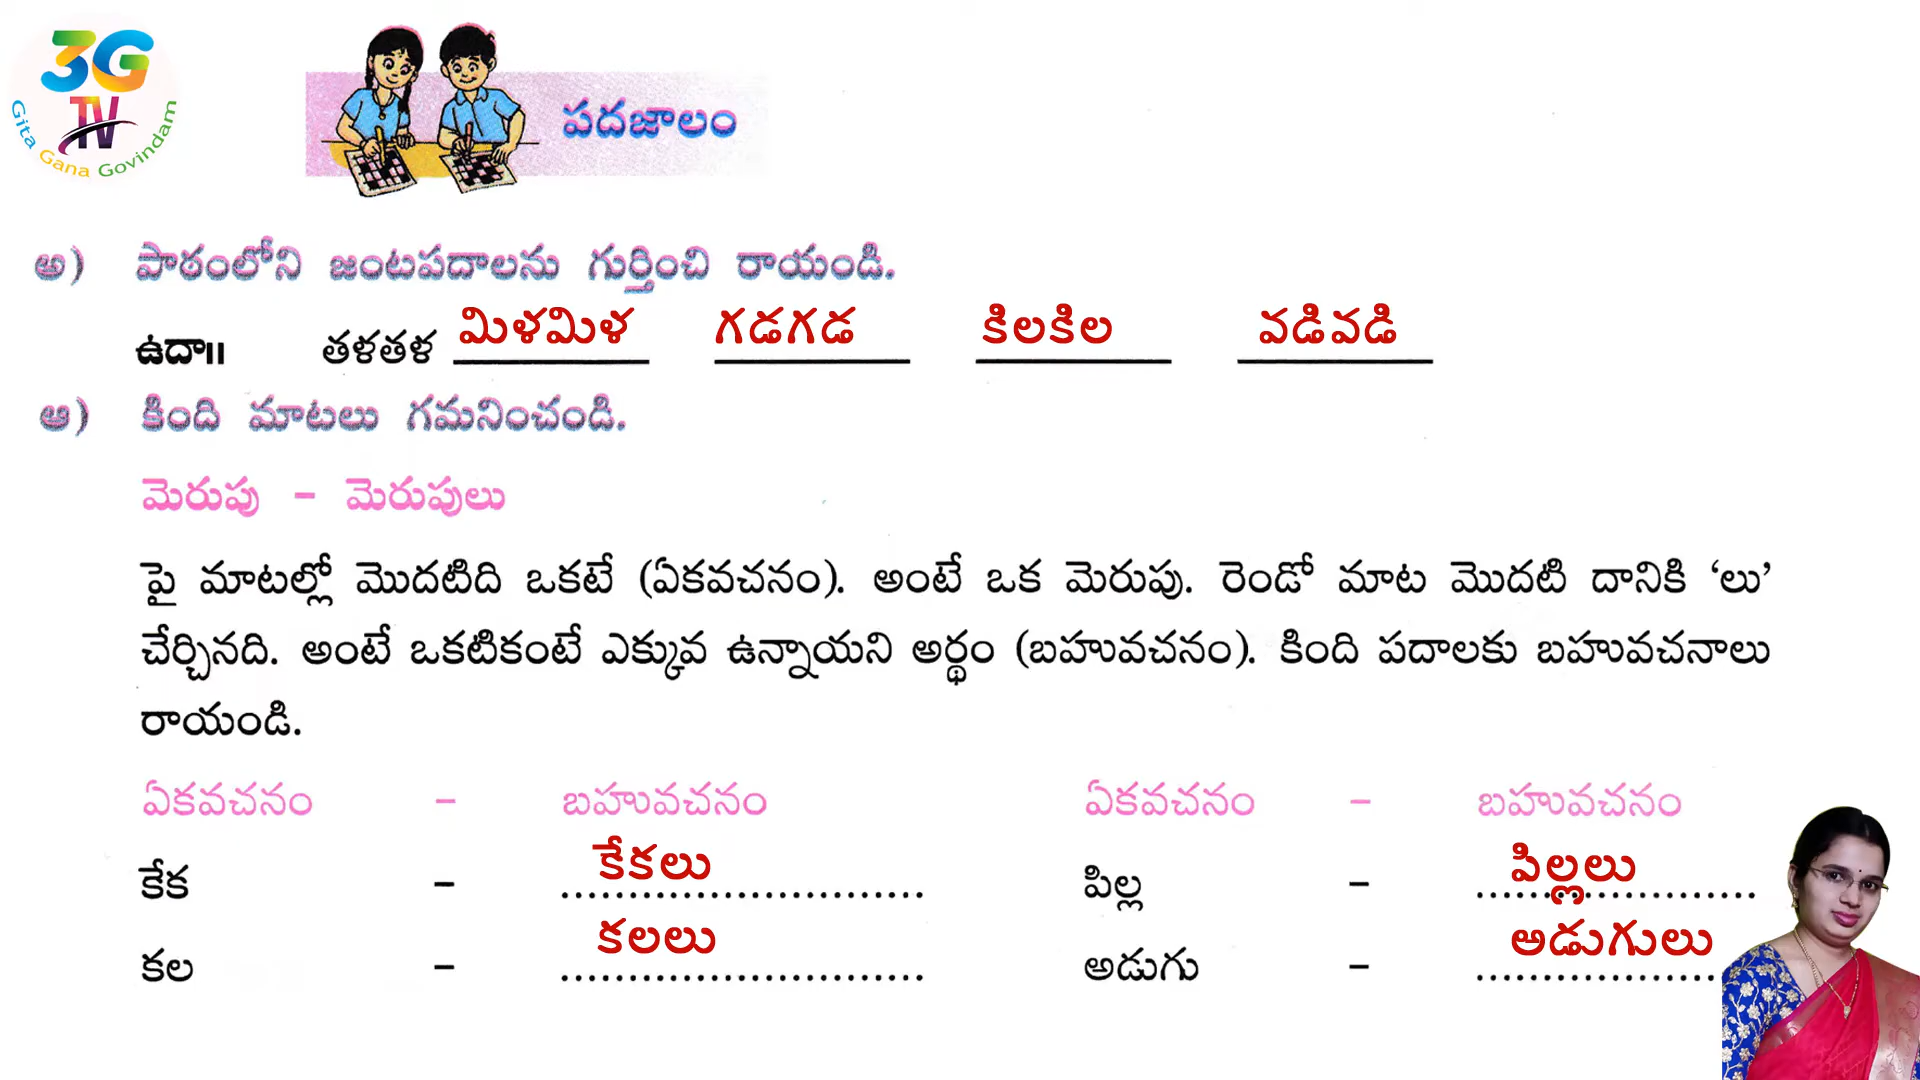 3G
TV
Gita Gana Govindam
పదజాలం
అ) పాఠంలోని జంటపదాలను గుర్తించి రాయండి.
ఉదా॥ తళతళ మిళమిళ గడగడ కిలకిల వడివడి
ఆ) కింది మాటలు గమనించండి.
మెరుపు - మెరుపులు
పై మాటల్లో మొదటిది ఒకటే (ఏకవచనం). అంటే ఒక మెరుపు. రెండో మాట మొదటి దానికి ‘లు’
చేర్చినది. అంటే ఒకటికంటే ఎక్కువ ఉన్నాయని అర్థం (బహువచనం). కింది పదాలకు బహువచనాలు
రాయండి.
ఏకవచనం - బహువచనం ఏకవచనం - బహువచనం
కేక - కేకలు పిల్ల - పిల్లలు
కల - కలలు అడుగు - అడుగులు